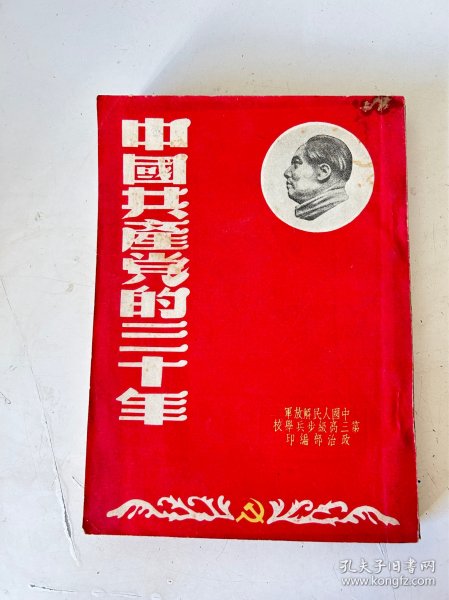 中國共產党的三十年
中國人民解放軍
第三高級步兵學校
政治部編印
孔夫子旧书网
www.kongfz.com